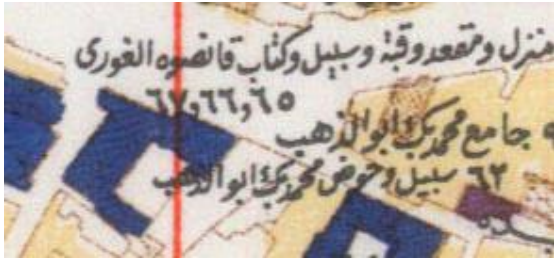 منزل ومقعد وقبة وسبيل وكتاب قانصوه الغورى
٦٧,٦٦,٦٥
جامع محمد بك ابو الذهب
٦٢ سبيل وحوض محمد بك ابو الذهب